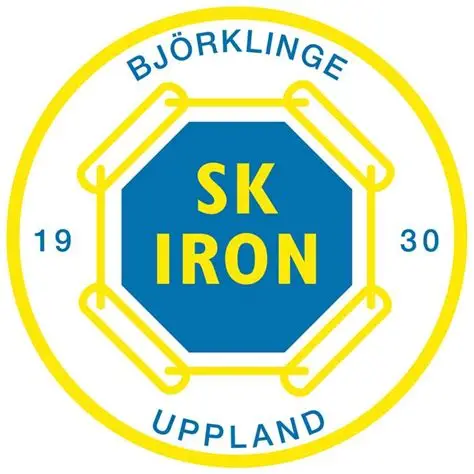 BJÖRKLINGE
SK
IRON
19 30
UPPLAND